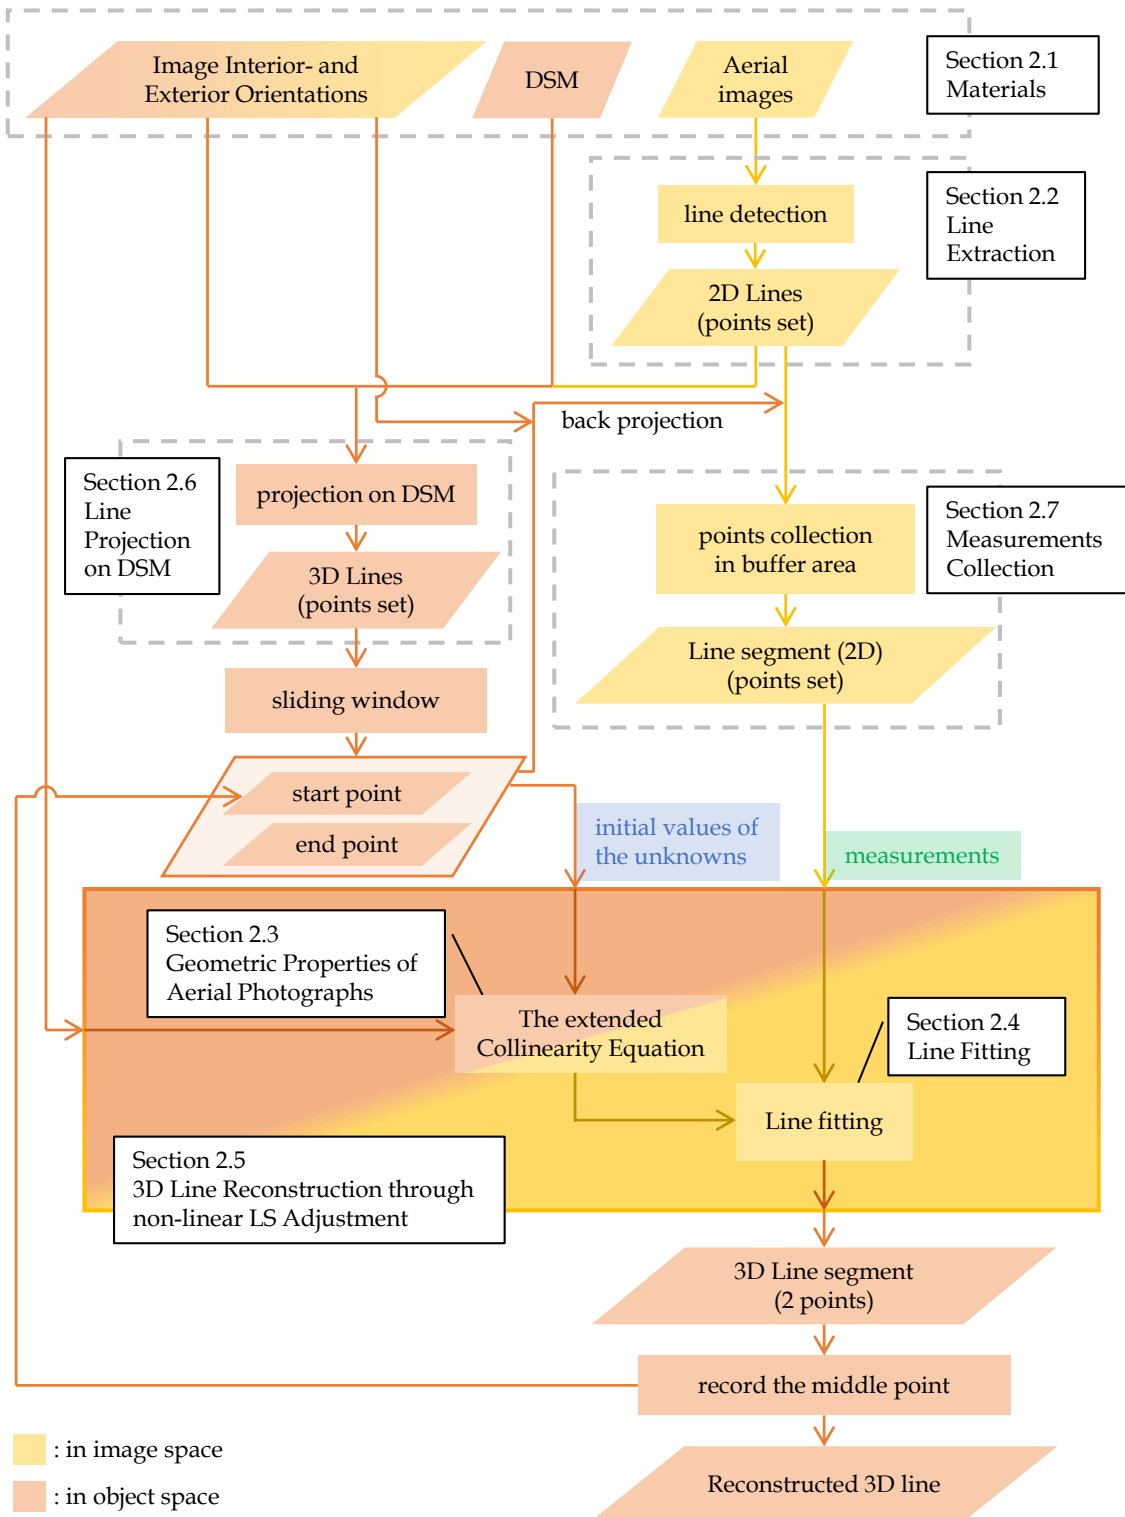 Image Interior- and
Exterior Orientations
DSM
Aerial
images
Section 2.1
Materials
line detection
Section 2.2
Line
Extraction
2D Lines
(points set)
back projection
Section 2.6
Line
Projection
on DSM
projection on DSM
3D Lines
(points set)
points collection
in buffer area
Section 2.7
Measurements
Collection
Line segment (2D)
(points set)
sliding window
start point
end point
initial values of
the unknowns
measurements
Section 2.3
Geometric Properties of
Aerial Photographs
The extended
Collinearity Equation
Section 2.4
Line Fitting
Line fitting
Section 2.5
3D Line Reconstruction through
non-linear LS Adjustment
3D Line segment
(2 points)
record the middle point
Reconstructed 3D line
: in image space
: in object space